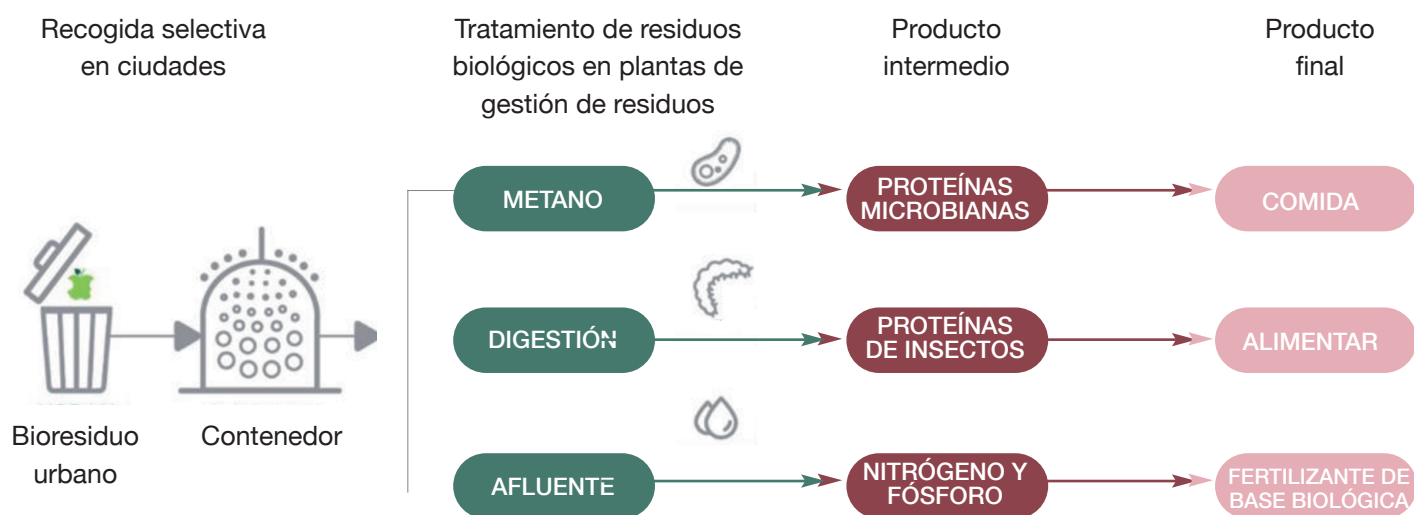 Recogida selectiva
en ciudades
Tratamiento de residuos
biológicos en plantas de
gestión de residuos
Producto
intermedio
Producto
final
METANO
PROTEÍNAS
MICROBIANAS
COMIDA
DIGESTIÓN
PROTEÍNAS
DE INSECTOS
ALIMENTAR
Bioresiduo
urbano
Contenedor
AFLUENTE
NITRÓGENO Y
FÓSFORO
FERTILIZANTE DE
BASE BIOLÓGICA